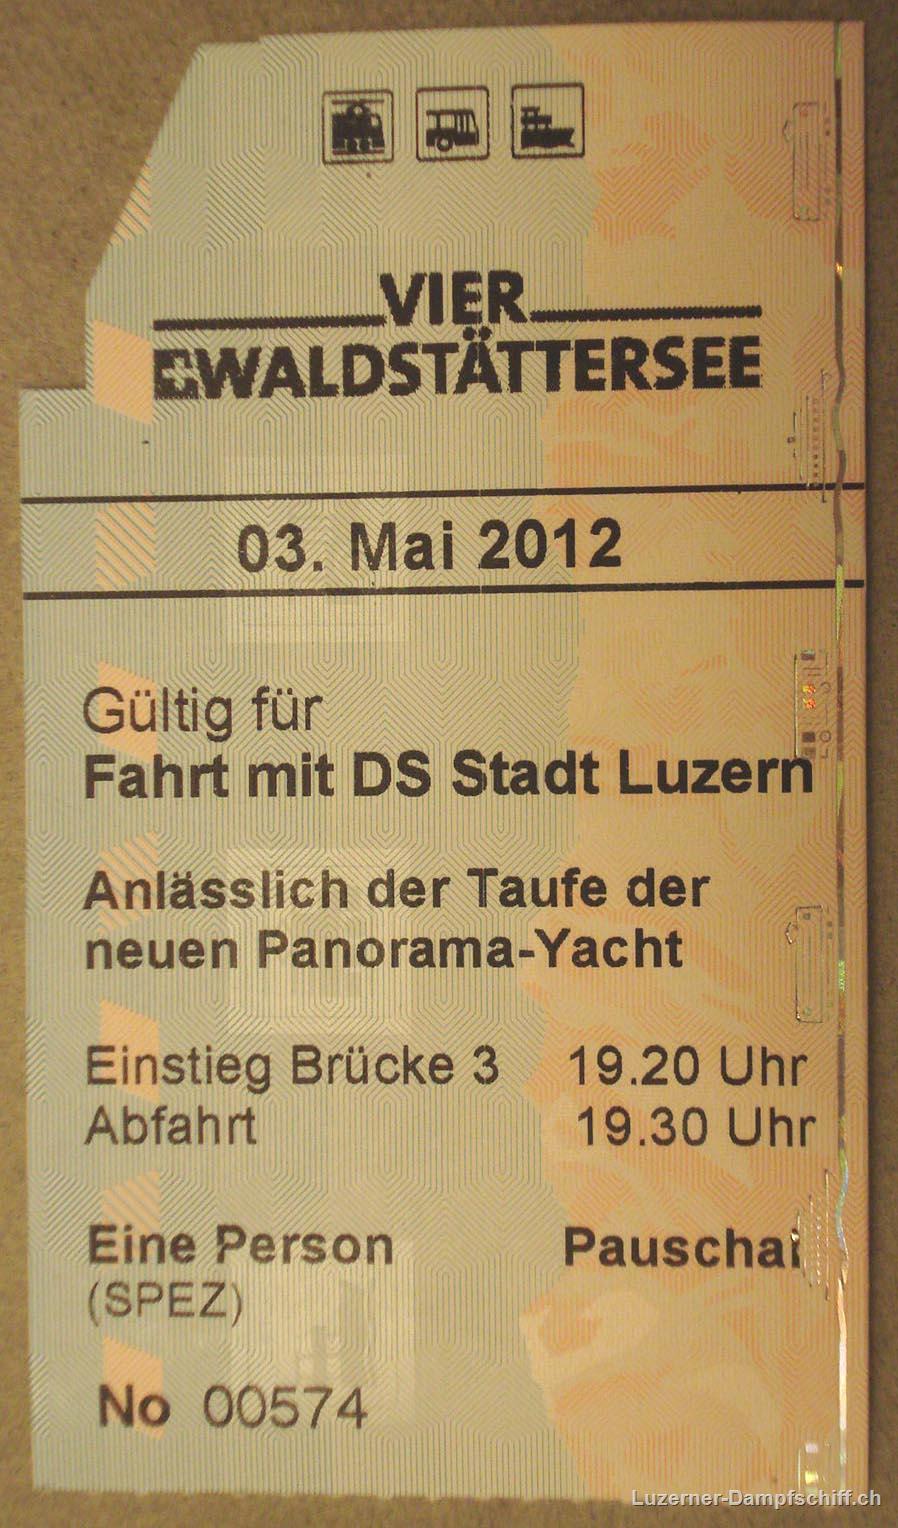 VIER
WALDSTÄTTERSEE
03. Mai 2012
Gültig für
Fahrt mit DS Stadt Luzern
Anlässlich der Taufe der
neuen Panorama-Yacht
Einstieg Brücke 3 19.20 Uhr
Abfahrt 19.30 Uhr
Eine Person Pauschal
(SPEZ)
No 00574
Luzerner-Dampfschiff.ch